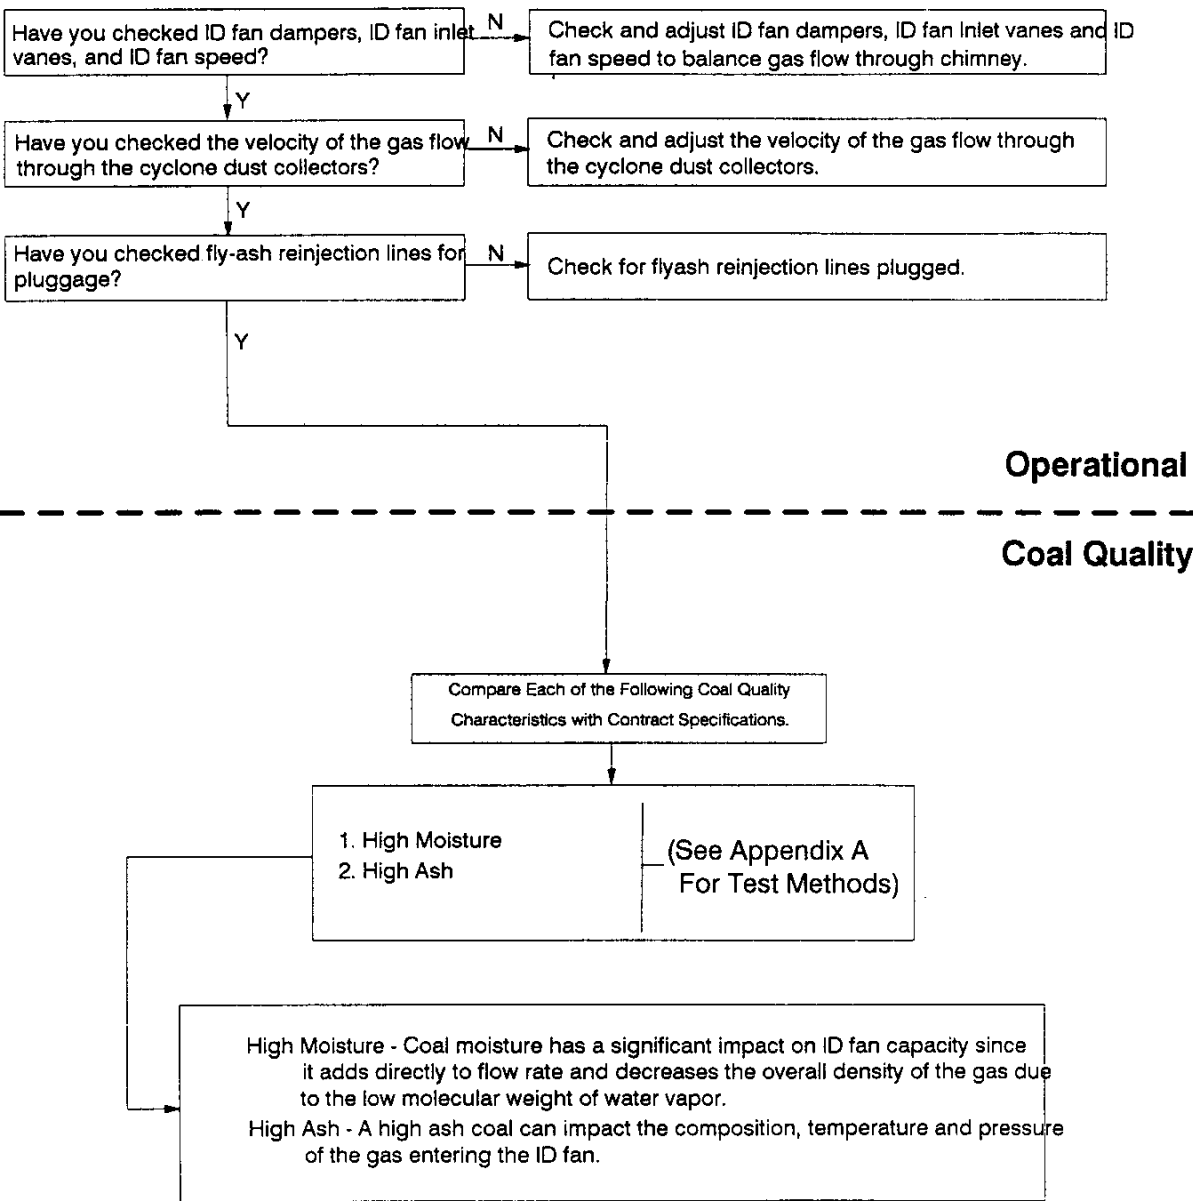 Have you checked ID fan dampers, ID fan inlet
vanes, and ID fan speed?
N
Check and adjust ID fan dampers, ID fan Inlet vanes and ID
fan speed to balance gas flow through chimney.
Y
Have you checked the velocity of the gas flow
through the cyclone dust collectors?
N
Check and adjust the velocity of the gas flow through
the cyclone dust collectors.
Y
Have you checked fly-ash reinjection lines for
pluggage?
N
Check for flyash reinjection lines plugged.
Y
Operational
Coal Quality
Compare Each of the Following Coal Quality
Characteristics with Contract Specifications.
1. High Moisture
2. High Ash
(See Appendix A
For Test Methods)
High Moisture - Coal moisture has a significant impact on ID fan capacity since
it adds directly to flow rate and decreases the overall density of the gas due
to the low molecular weight of water vapor.
High Ash - A high ash coal can impact the composition, temperature and pressure
of the gas entering the ID fan.